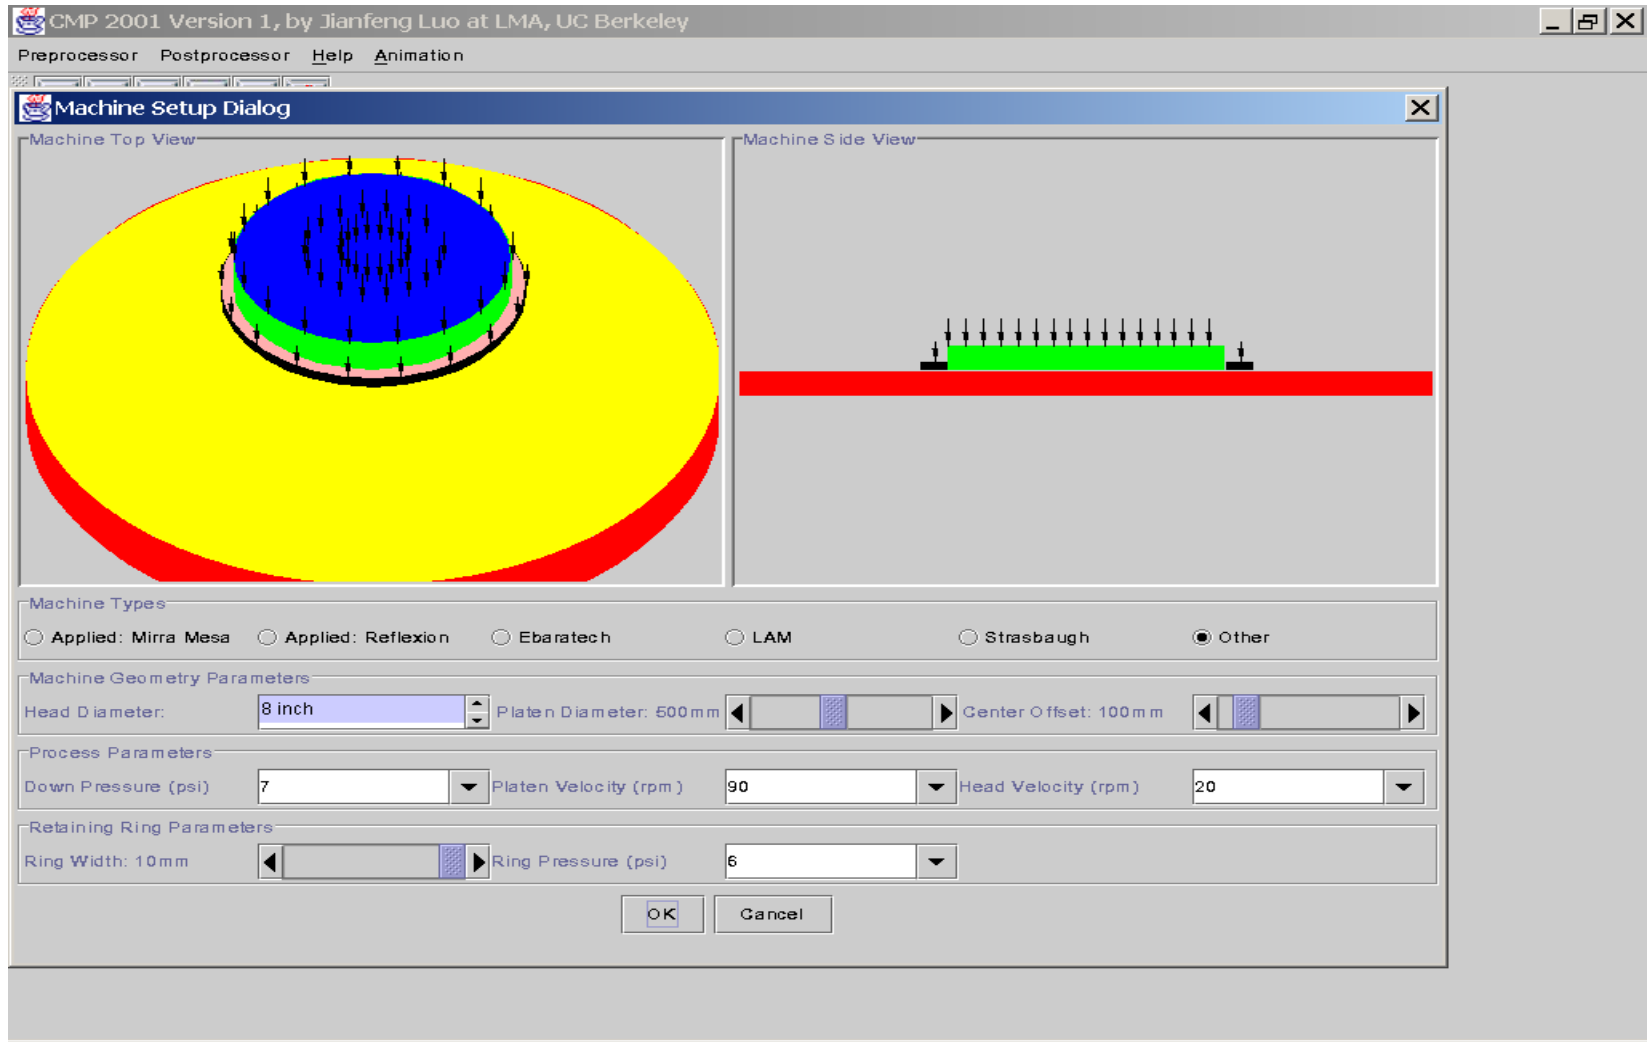 CMP 2001 Version 1, by Jianfeng Luo at LMA, UC Berkeley
Preprocessor Postprocessor Help Animation
Machine Setup Dialog
Machine Top View Machine Side View
Machine Types
Applied: Mirra Mesa Applied: Reflexion Ebaratech LAM Strasbaugh Other
Machine Geometry Parameters
Head Diameter: 8 inch Platen Diameter: 500mm Center Offset: 100mm
Process Parameters
Down Pressure (psi) 7 Platen Velocity (rpm) 90 Head Velocity (rpm) 20
Retaining Ring Parameters
Ring Width: 10mm Ring Pressure (psi) 6
OK Cancel